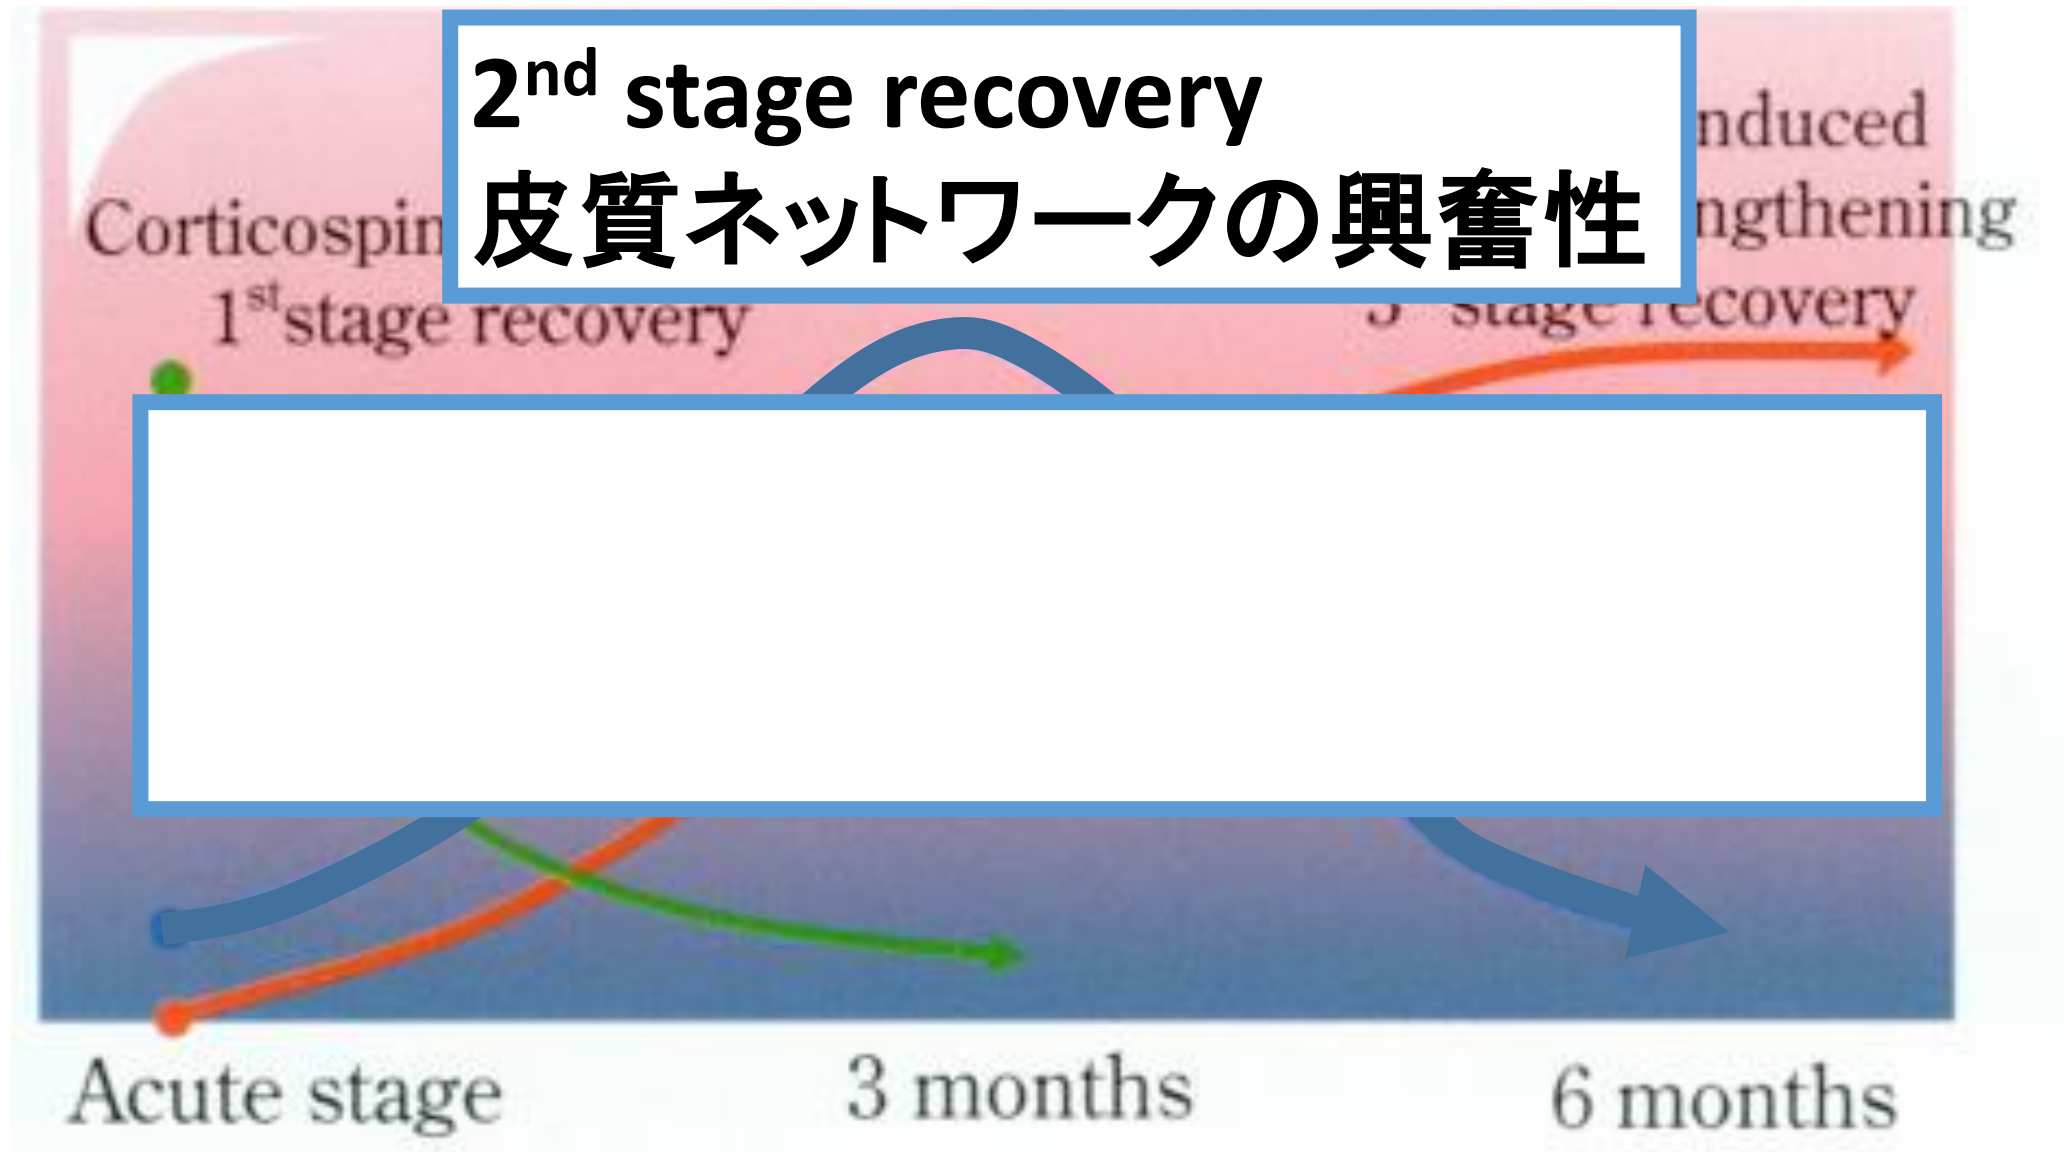 2nd stage recovery
皮質ネットワークの興奮性
nduced
Corticospin
ngthening
1st stage recovery
stage recovery
Acute stage
3 months
6 months